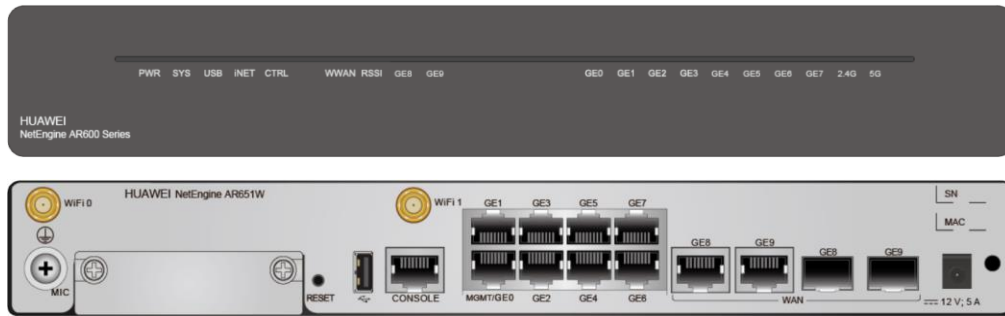 PWR SYS USB iNET CTRL WWAN RSSI GE8 GE9 GE0 GE1 GE2 GE3 GE4 GE5 GE6 GE7 2.4G 5G
HUAWEI
NetEngine AR600 Series
WiFi 0
HUAWEI NetEngine AR651W
WiFi 1
GE1 GE3 GE5 GE7
SN
MAC
GE8 GE9 GE8 GE9
MIC
RESET
CONSOLE
MGMT/GE0 GE2 GE4 GE6
WAN
12 V; 5 A